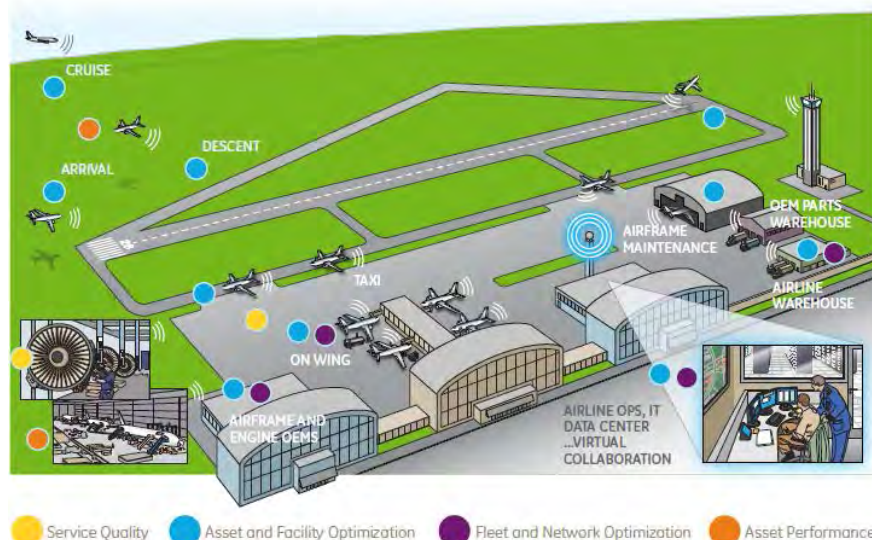 CRUISE
ARRIVAL
DESCENT
TAXI
OEM PARTS
WAREHOUSE
AIRFRAME
MAINTENANCE
AIRLINE
WAREHOUSE
ON WING
AIRFRAME AND
ENGINE OEMS
AIRLINE OPS, IT
DATA CENTER
...VIRTUAL
COLLABORATION
Service Quality
Asset and Facility Optimization
Fleet and Network Optimization
Asset Performance